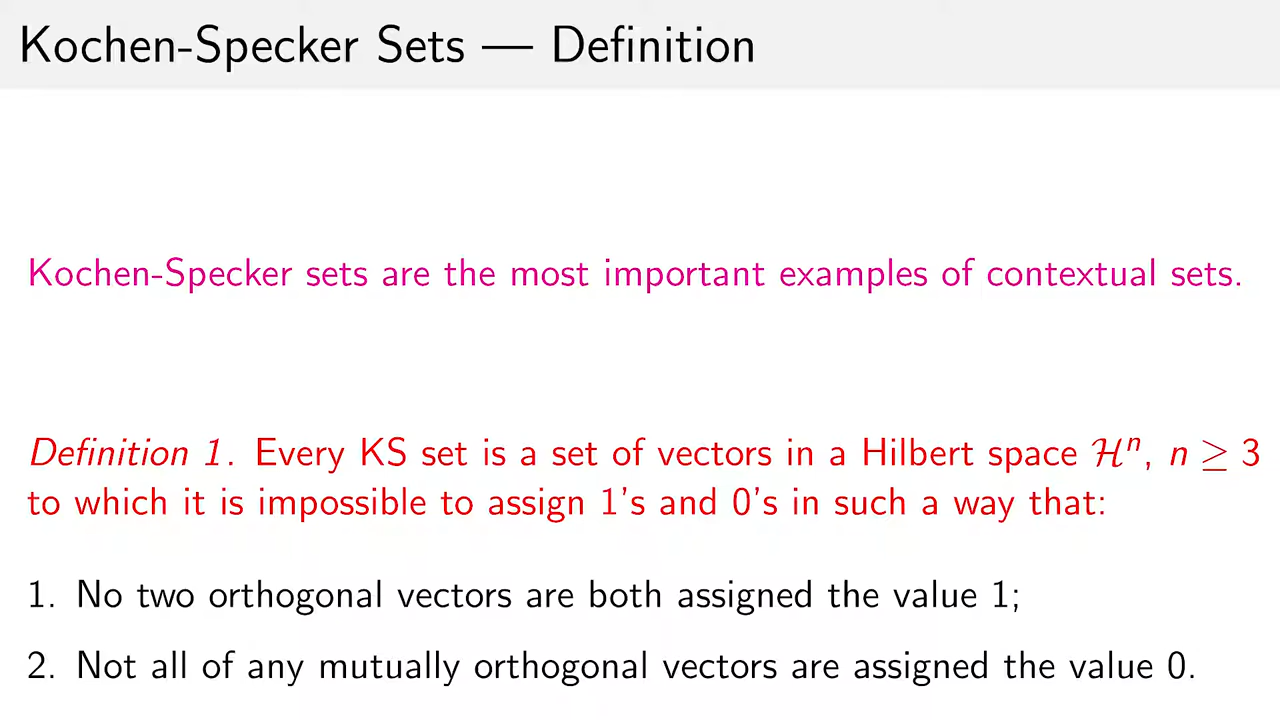 Kochen-Specker Sets — Definition
Kochen-Specker sets are the most important examples of contextual sets.
Definition 1. Every KS set is a set of vectors in a Hilbert space ℋⁿ, n ≥ 3
to which it is impossible to assign 1's and 0's in such a way that:
1. No two orthogonal vectors are both assigned the value 1;
2. Not all of any mutually orthogonal vectors are assigned the value 0.